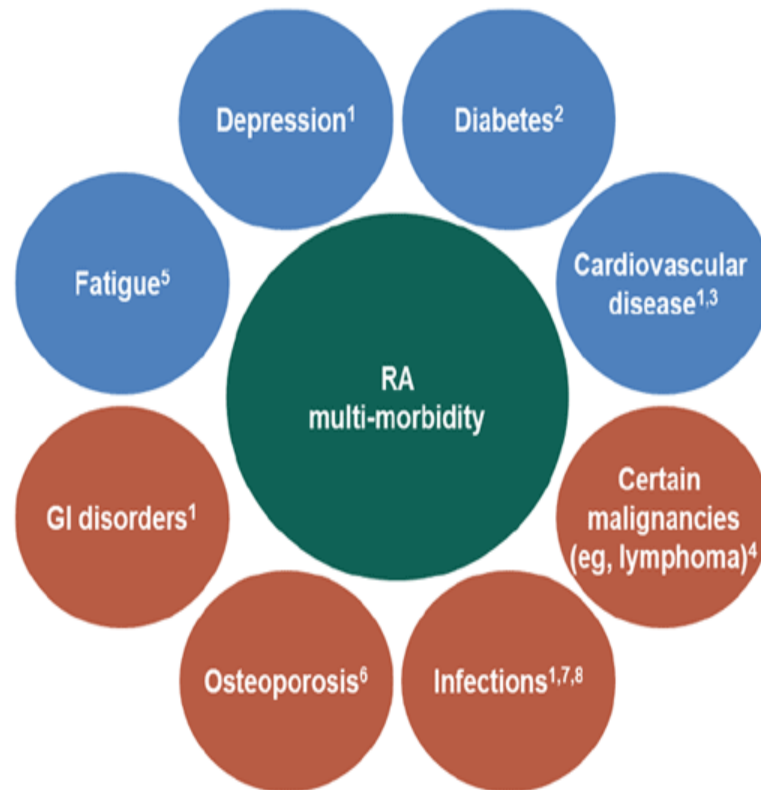 Depression¹
Diabetes²
Fatigue⁵
Cardiovascular
disease¹,³
RA
multi-morbidity
GI disorders¹
Certain
malignancies
(eg, lymphoma)⁴
Osteoporosis⁶
Infections¹,⁷,⁸